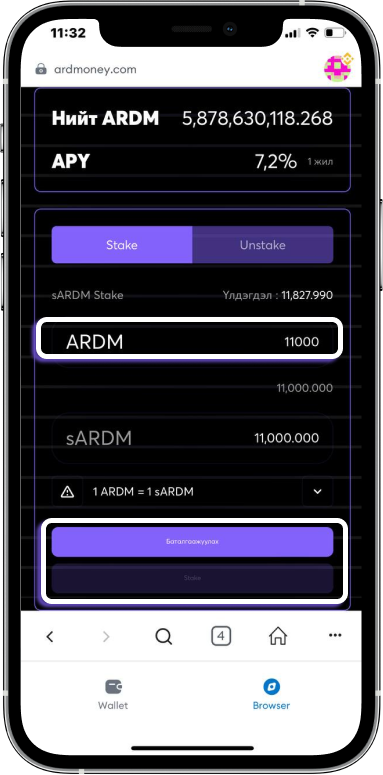 11:32
ardmoney.com
Нийт ARDM 5,878,630,118.268
APY 7,2% 1 жил
Stake Unstake
sARDM Stake Үлдэгдэл : 11,827.990
ARDM 11000
11,000.000
sARDM 11,000.000
1 ARDM = 1 sARDM
Баталгаажуулах
Stake
4
Wallet Browser